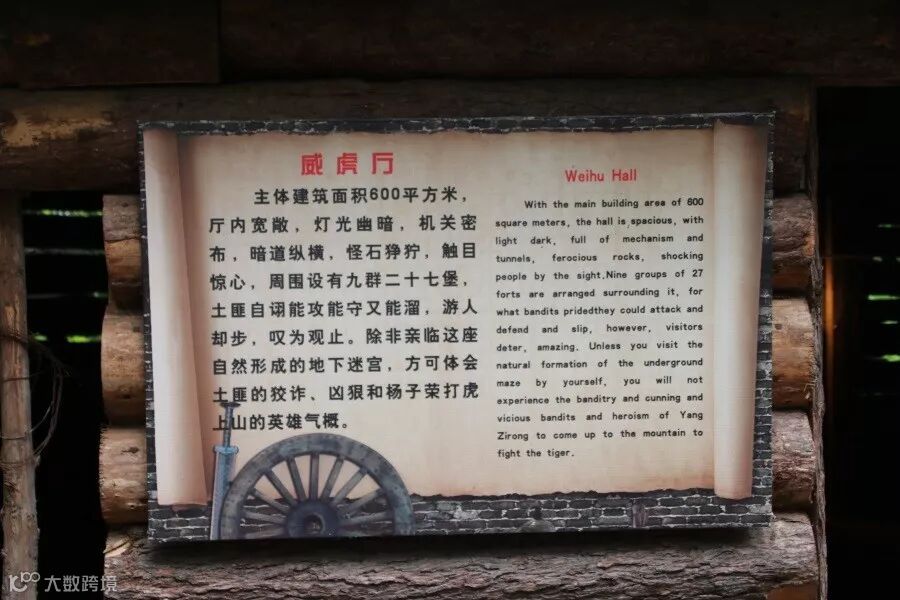 威虎厅
主体建筑面积600平方米，
厅内宽敞，灯光幽暗，机关密
布，暗道纵横，怪石狰狞，触目
惊心，周围设有九群二十七堡，
土匪自诩能攻能守又能溜，游人
却步，叹为观止。除非亲临这座
自然形成的地下迷宫，方可体会
土匪的狡诈、凶狠和杨子荣打虎
上山的英雄气概。
Weihu Hall
With the main building area of 600
square meters, the hall is spacious, with
light dark, full of mechanism and
tunnels, ferocious rocks, shocking
people by the sight.Nine groups of 27
forts are arranged surrounding it, for
what bandits pridedthey could attack and
defend and slip, however, visitors
deter, amazing. Unless you visit the
natural formation of the underground
maze by yourself, you will not
experience the banditry and cunning and
vicious bandits and heroism of Yang
Zirong to come up to the mountain to
fight the tiger.
大数跨境